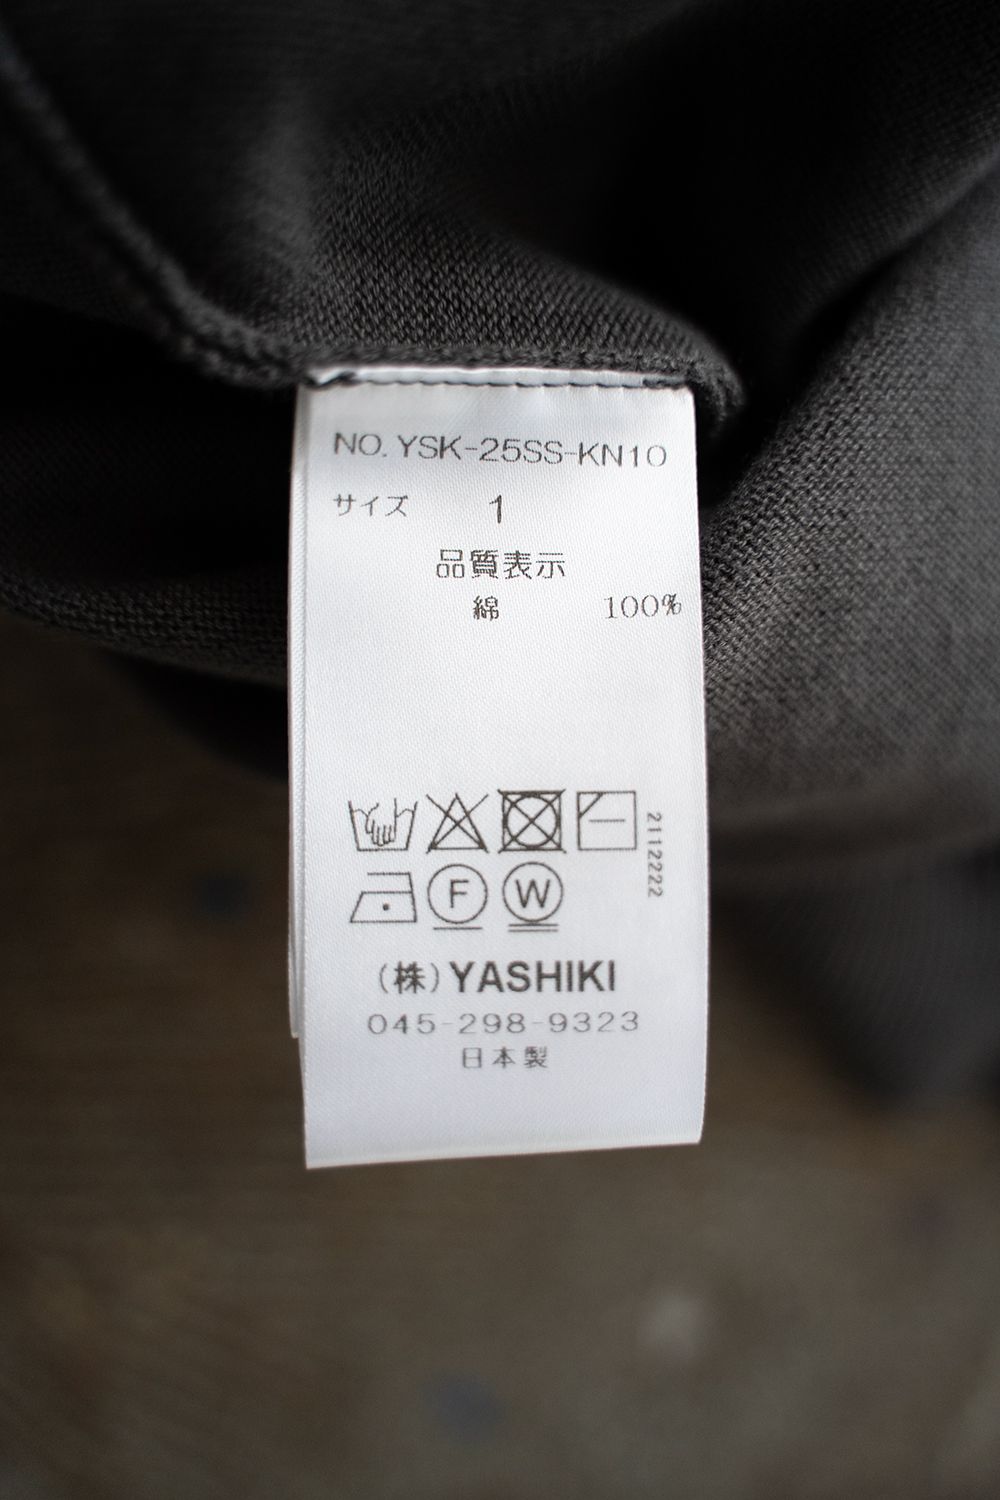 NO. YSK-25SS-KN10
サイズ 1
品質表示
綿 100%
2112222
F W
(株) YASHIKI
045-298-9323
日本製